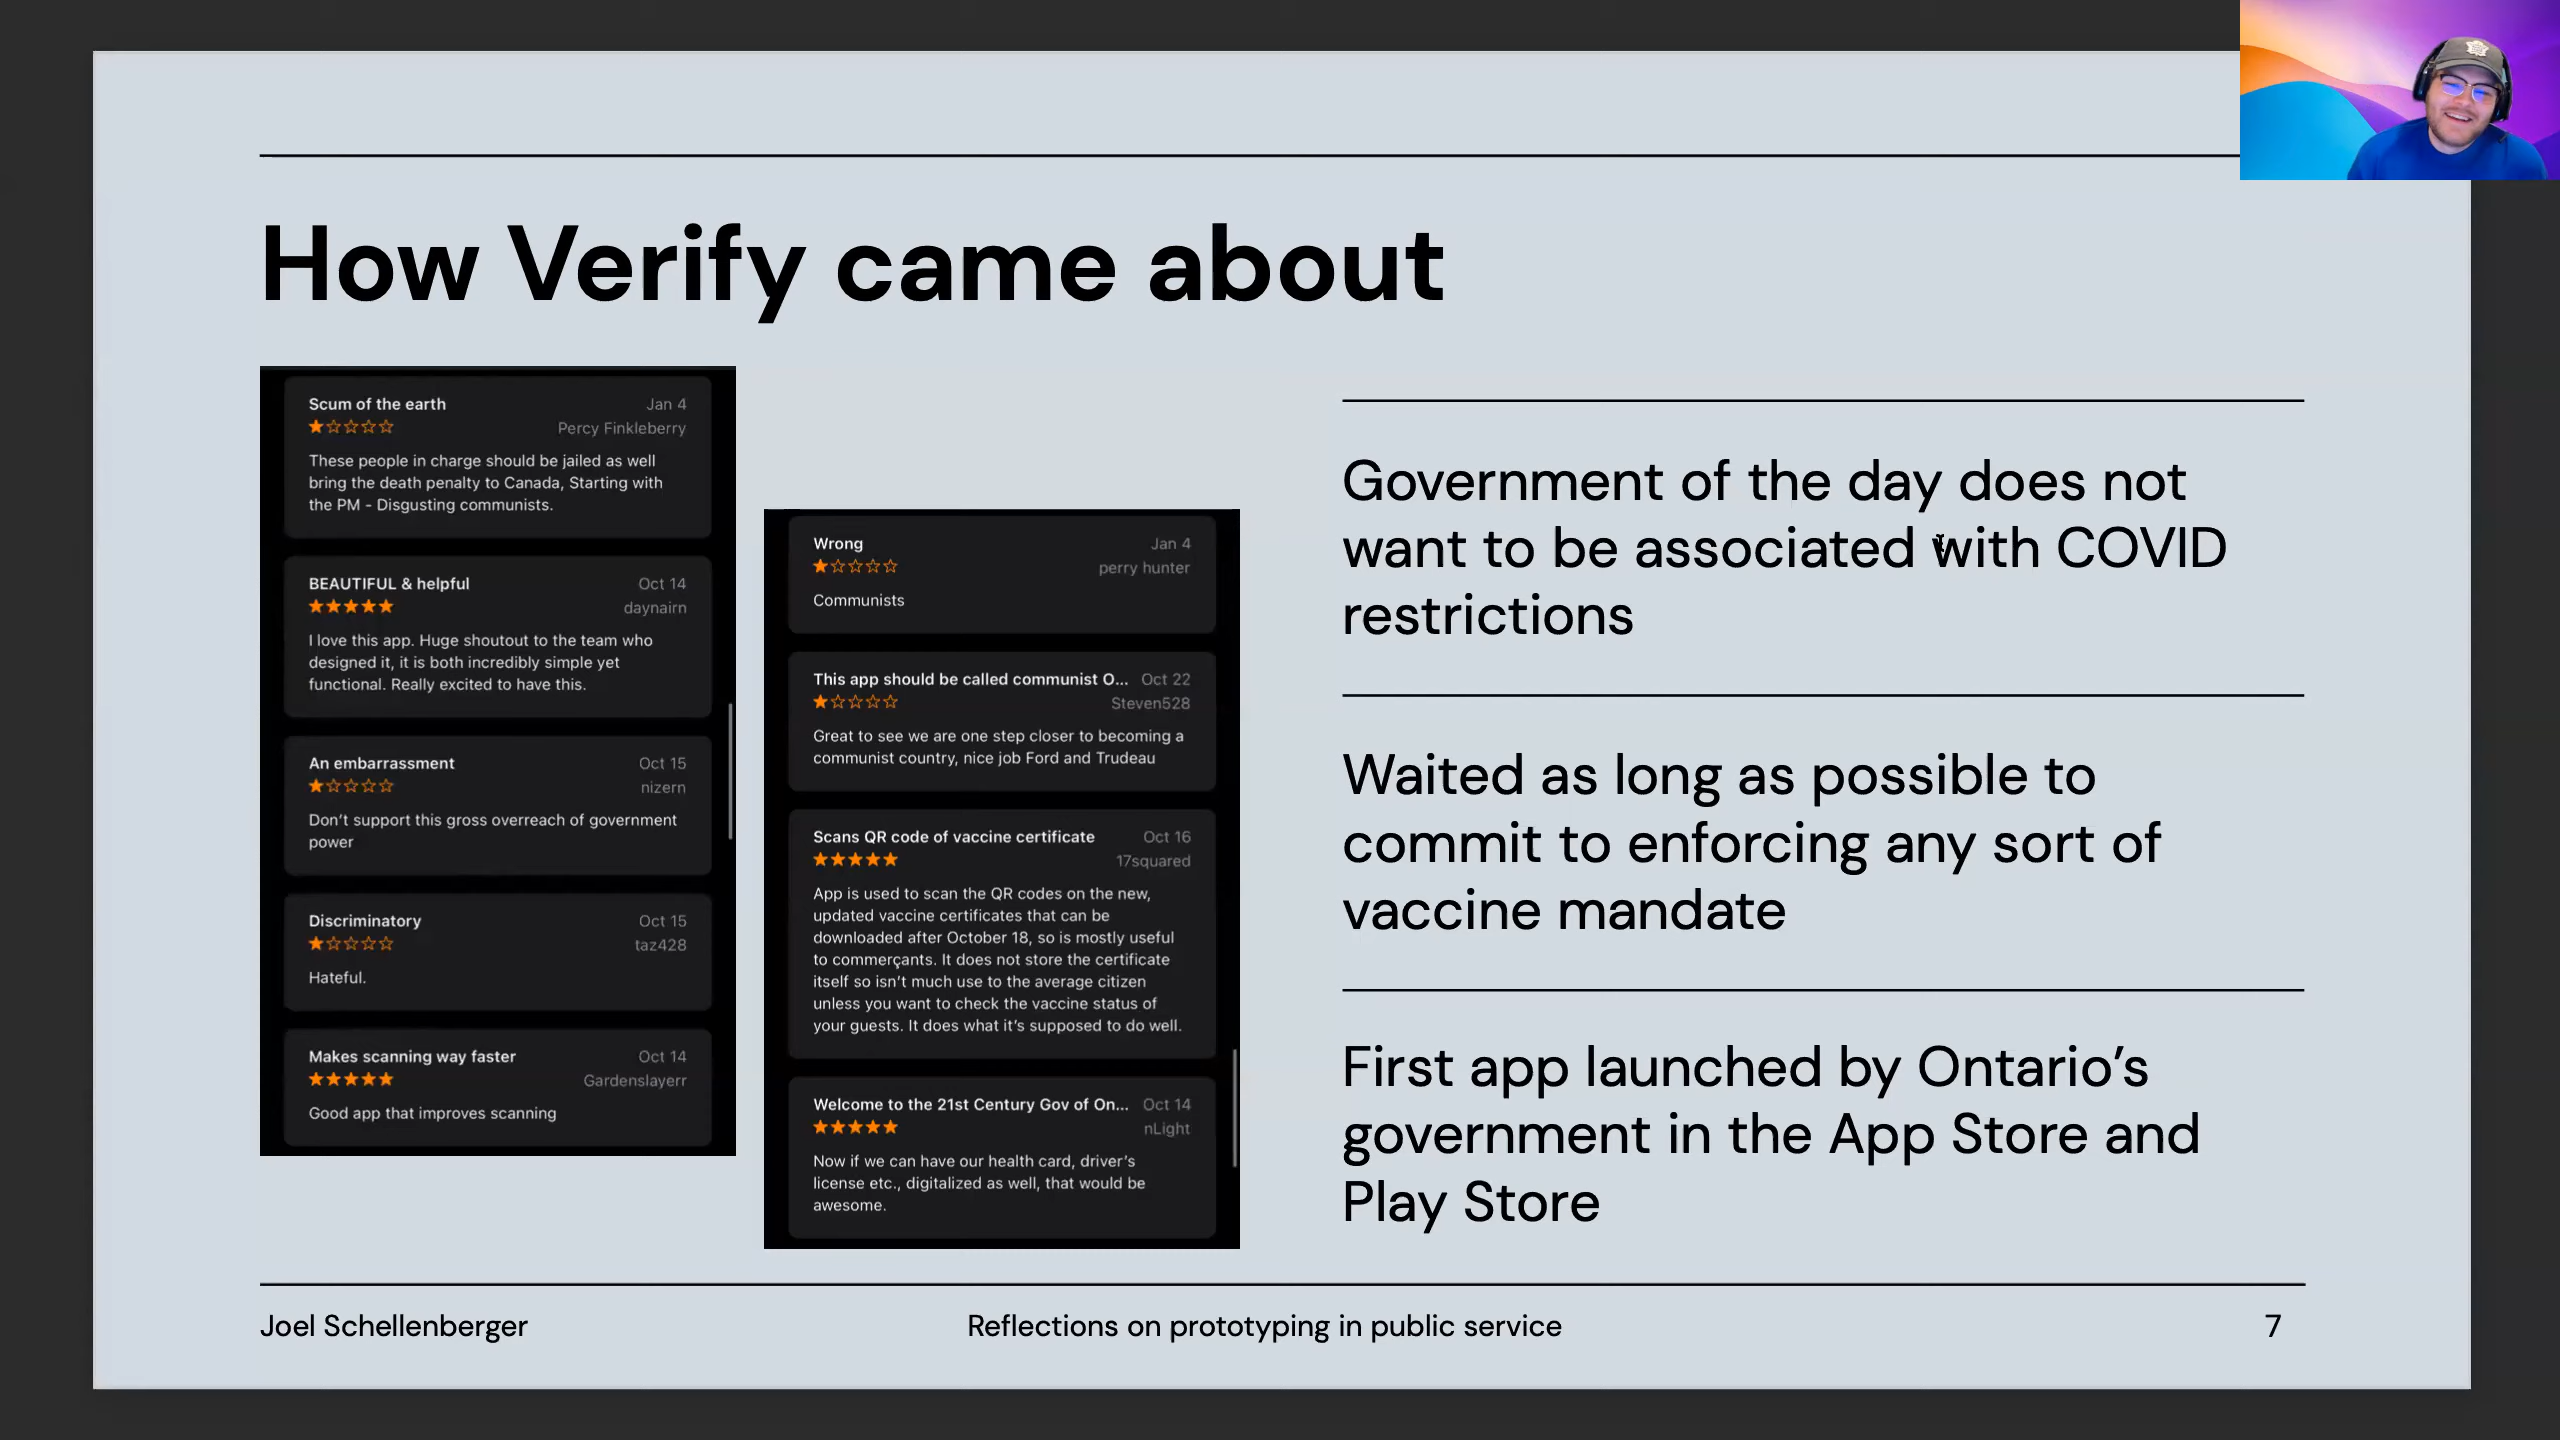 How Verify came about
Scum of the earth Jan 4
Percy Finkleberry
These people in charge should be jailed as well
bring the death penalty to Canada, Starting with
the PM - Disgusting communists.
BEAUTIFUL & helpful Oct 14
daynairn
I love this app. Huge shoutout to the team who
designed it, it is both incredibly simple yet
functional. Really excited to have this.
An embarrassment Oct 15
nizern
Don't support this gross overreach of government
power
Discriminatory Oct 15
taz428
Hateful.
Makes scanning way faster Oct 14
Gardenslayerr
Good app that improves scanning
Wrong Jan 4
perry hunter
Communists
This app should be called communist O... Oct 22
Steven528
Great to see we are one step closer to becoming a
communist country, nice job Ford and Trudeau
Scans QR code of vaccine certificate Oct 16
17squared
App is used to scan the QR codes on the new,
updated vaccine certificates that can be
downloaded after October 18, so is mostly useful
to commerçants. It does not store the certificate
itself so isn't much use to the average citizen
unless you want to check the vaccine status of
your guests. It does what it's supposed to do well.
Welcome to the 21st Century Gov of On... Oct 14
nLight
Now if we can have our health card, driver's
license etc., digitalized as well, that would be
awesome.
Government of the day does not
want to be associated with COVID
restrictions
Waited as long as possible to
commit to enforcing any sort of
vaccine mandate
First app launched by Ontario's
government in the App Store and
Play Store
Joel Schellenberger Reflections on prototyping in public service 7